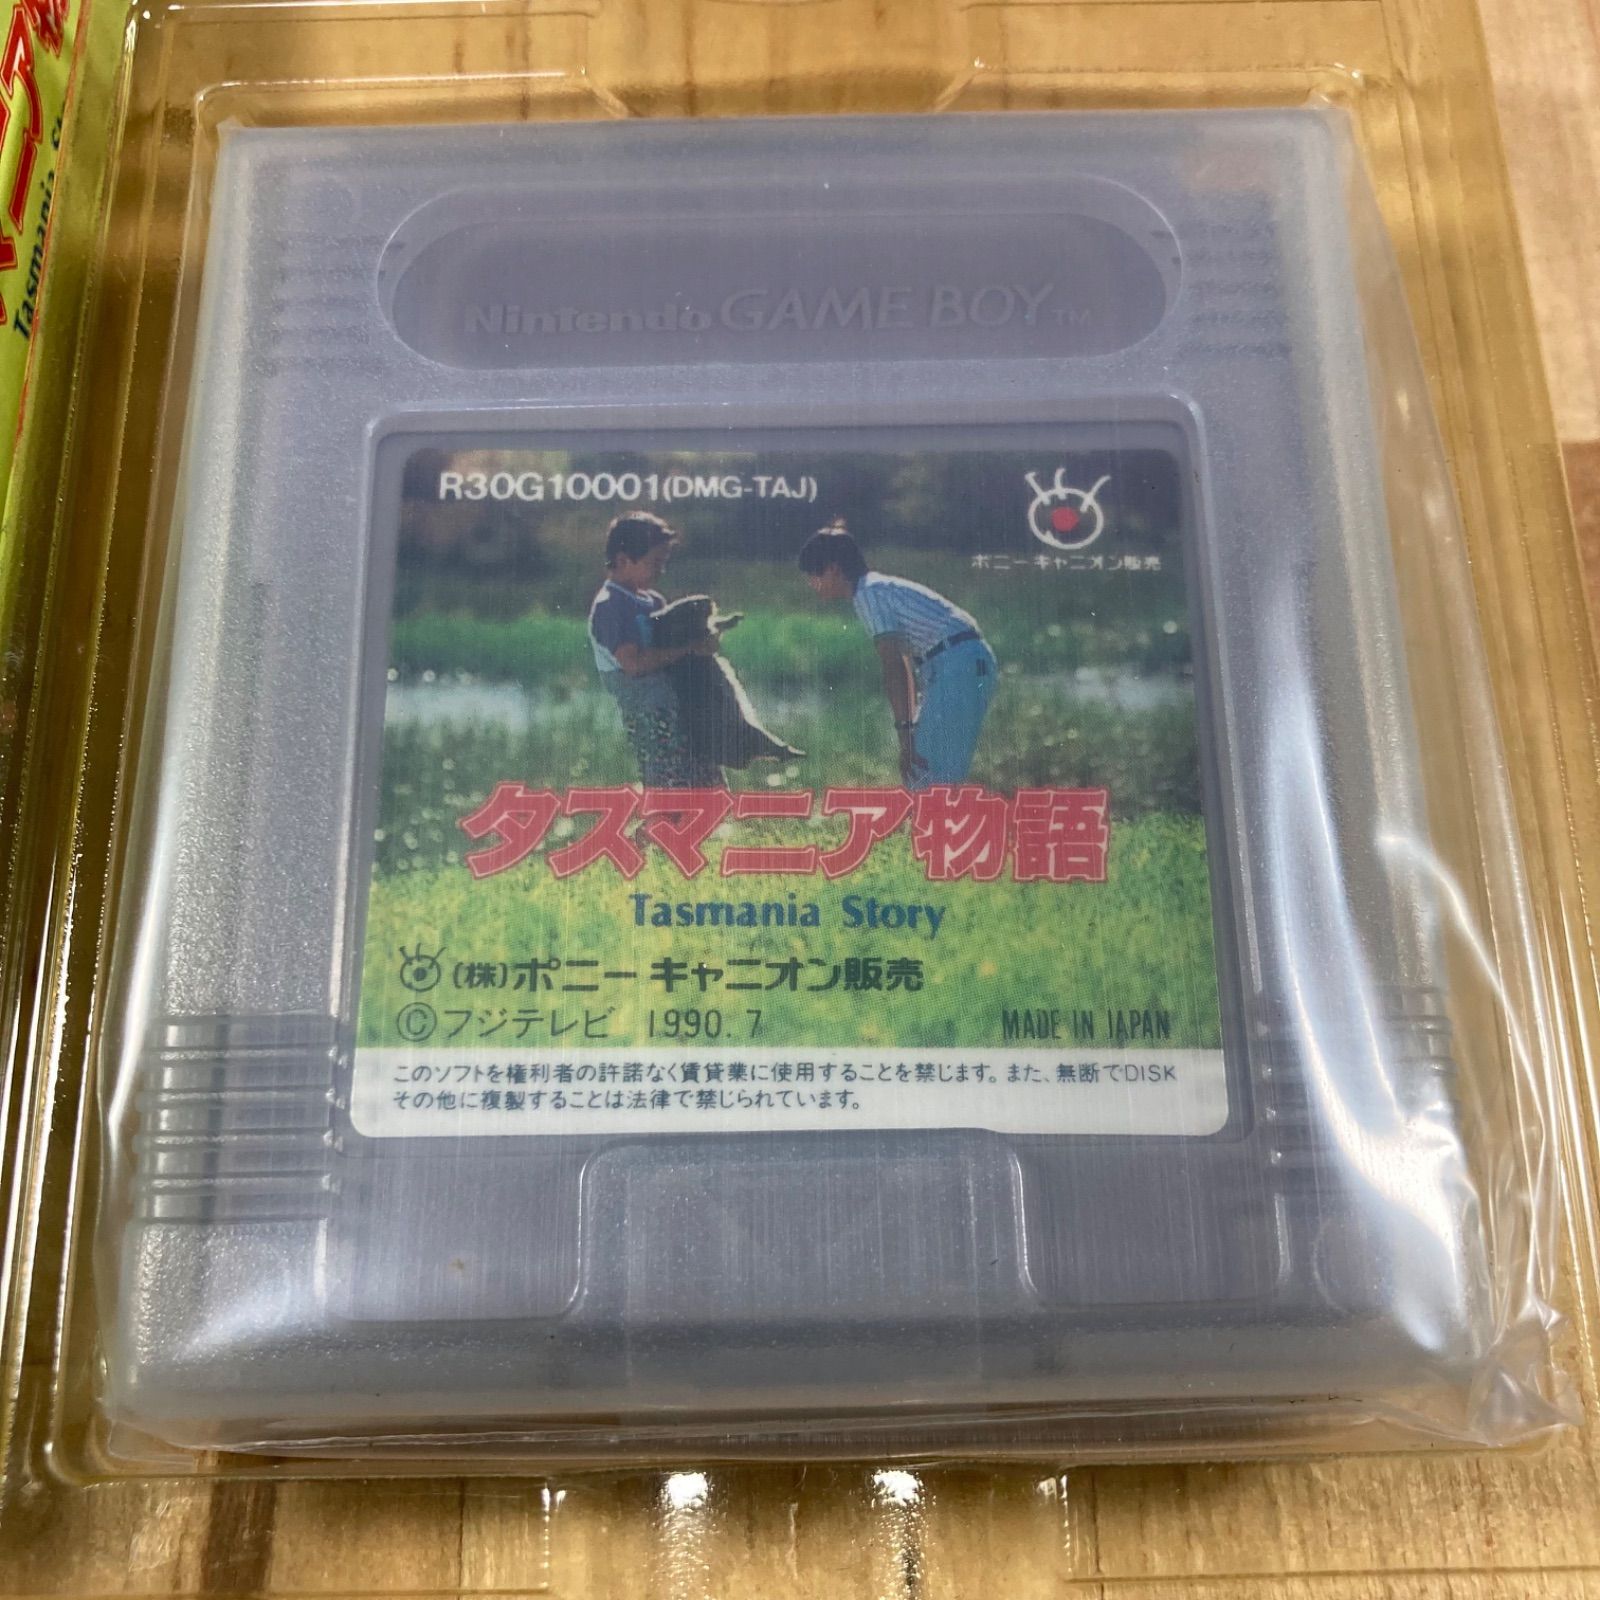 Nintendo GAME BOY TM
R30G10001(DMG-TAJ)
ポニーキャニオン販売
タスマニア物語
Tasmania Story
(株)ポニーキャニオン販売
©フジテレビ 1990.7 MADE IN JAPAN
このソフトを権利者の許諾なく賃貸業に使用することを禁じます。また、無断でDISK
その他に複製することは法律で禁じられています。